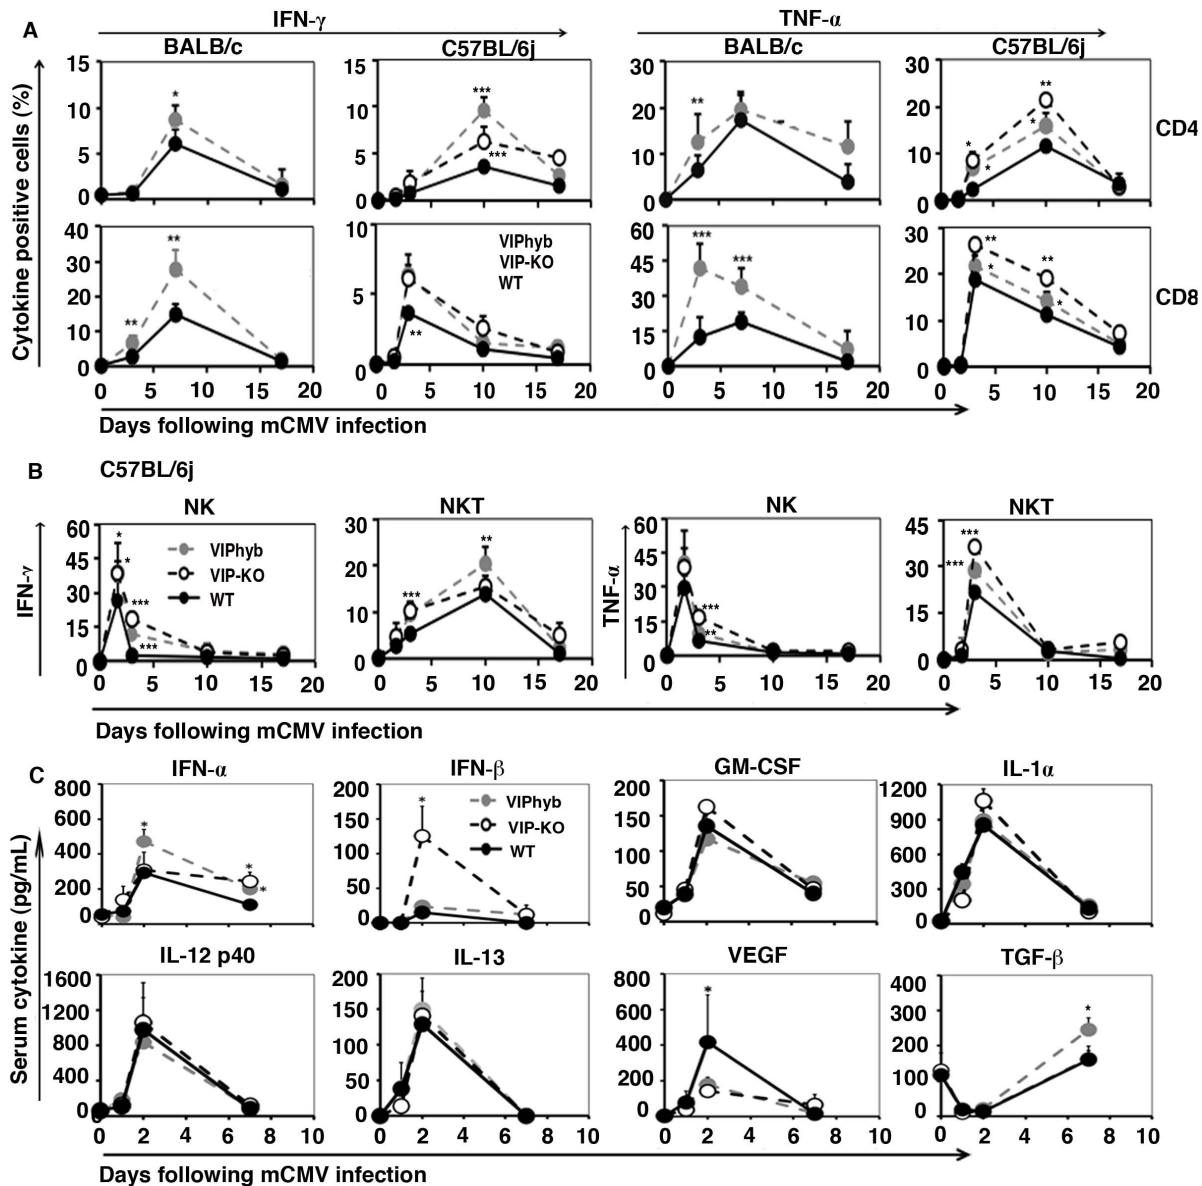 A
IFN-γ
TNF-α
BALB/c
C57BL/6j
BALB/c
C57BL/6j
Cytokine positive cells (%)
15
10
5
0
*
15
10
5
0
***
***
30
20
10
0
**
30
20
10
0
**
*
*
*
CD4
40
30
20
10
0
**
**
10
5
0
**
VIPhyb
VIP-KO
WT
60
45
30
15
0
***
***
30
20
10
0
**
*
**
*
CD8
0 5 10 15 20
0 5 10 15 20
0 5 10 15 20
0 5 10 15 20
Days following mCMV infection
B
C57BL/6j
NK
NKT
NK
NKT
IFN-γ
60
45
30
15
0
*
*
***
***
VIPhyb
VIP-KO
WT
30
20
10
0
***
**
TNF-α
60
45
30
15
0
***
**
45
30
15
0
***
***
0 5 10 15 20
0 5 10 15 20
0 5 10 15 20
0 5 10 15 20
Days following mCMV infection
C
IFN-α
IFN-β
GM-CSF
IL-1α
Serum cytokine (pg/mL)
800
600
400
200
0
*
*
*
200
150
100
50
0
*
VIPhyb
VIP-KO
WT
200
150
100
50
0
1200
900
600
300
0
IL-12 p40
IL-13
VEGF
TGF-β
1600
1200
800
400
0
200
150
100
50
0
800
600
400
200
0
*
400
300
200
100
0
*
0 2 4 6 8 10
0 2 4 6 8 10
0 2 4 6 8 10
0 2 4 6 8 10
Days following mCMV infection